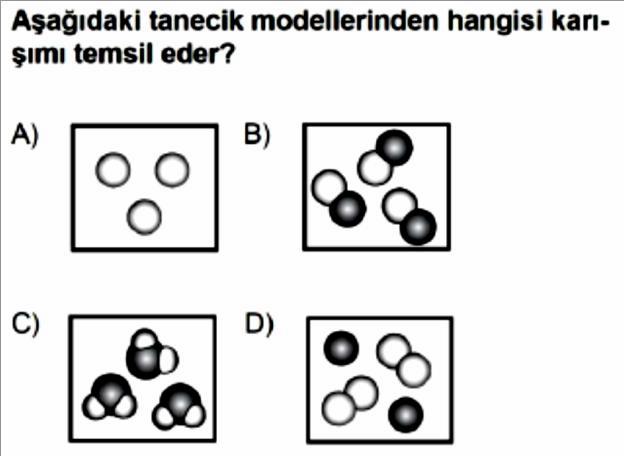 Aşağıdaki tanecik modellerinden hangisi karı-
şımı temsil eder?
A)
B)
C)
D)